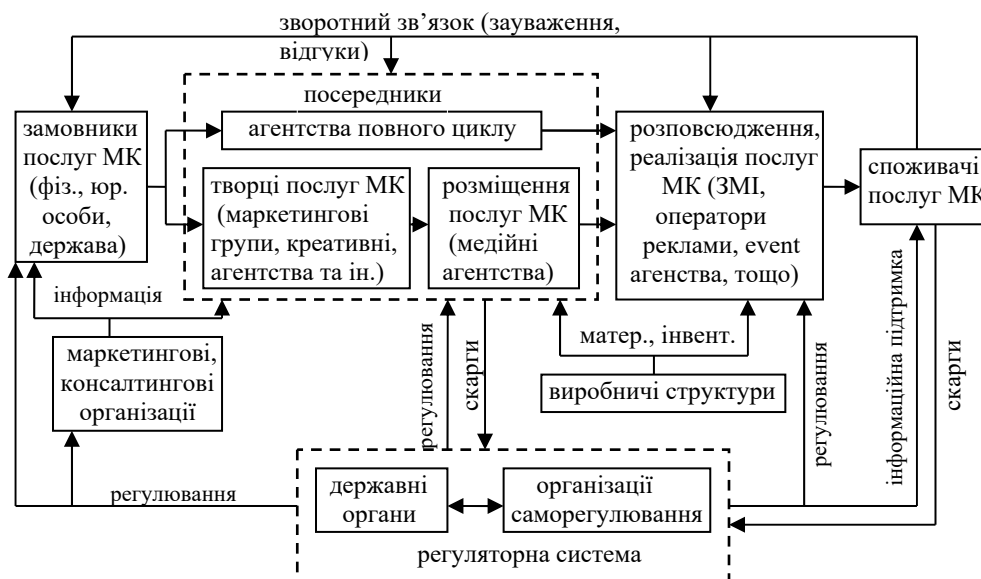 зворотний зв’язок (зауваження,
відгуки)
посередники
замовники
послуг МК
(фіз., юр.
особи,
держава)
агентства повного циклу
творці послуг МК
(маркетингові
групи, креативні,
агентства та ін.)
розміщення
послуг МК
(медійні
агентства)
розповсюдження,
реалізація послуг
МК (ЗМІ,
оператори
реклами, event
агенства, тощо)
споживачі
послуг МК
інформація
маркетингові,
консалтингові
організації
регулювання
скарги
матер., інвент.
виробничі структури
регулювання
інформаційна підтримка
скарги
регулювання
державні
органи
організації
саморегулювання
регуляторна система